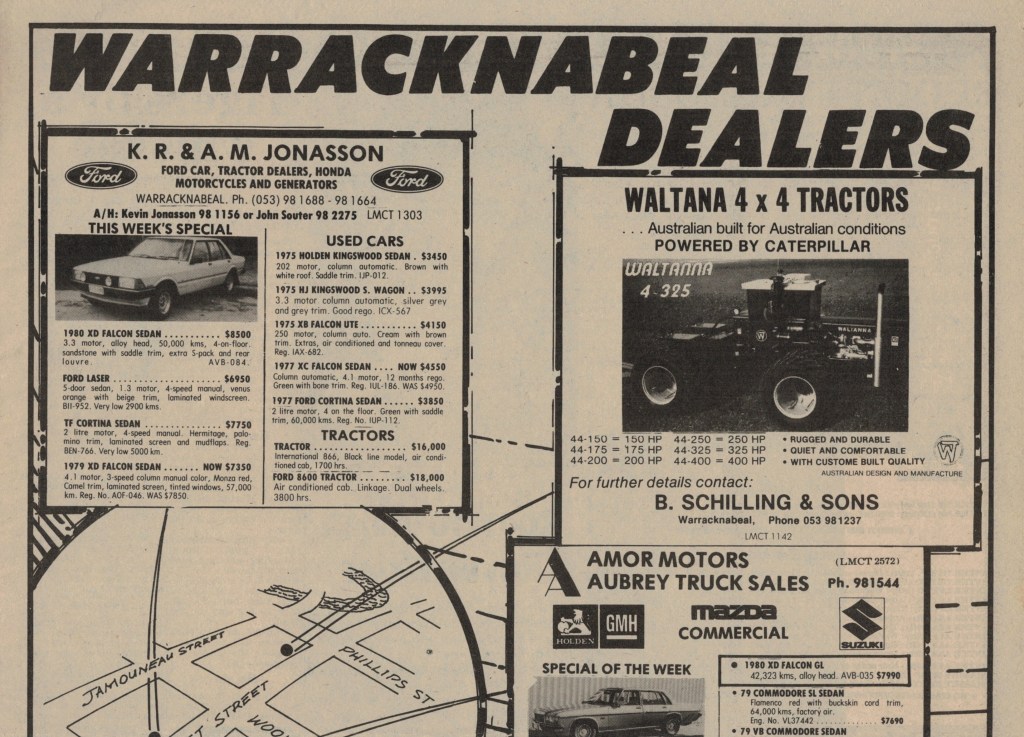 WARRACKNABEAL
DEALERS
K. R. & A. M. JONASSON
Ford
Ford
FORD CAR, TRACTOR DEALERS, HONDA
MOTORCYCLES AND GENERATORS
WARRACKNABEAL. Ph. (053) 98 1688 - 98 1664
A/H: Kevin Jonasson 98 1156 or John Souter 98 2275 LMCT 1303
THIS WEEK'S SPECIAL
1980 XD FALCON SEDAN ......... $8500
3.3 motor, alloy head, 50,000 kms, 4-on-floor.
sandstone with saddle trim, extra S-pack and rear
louvre. AVB-084.
FORD LASER ...................... $6950
5-door sedan, 1.3 motor, 4-speed manual, venus
orange with beige trim, laminated windscreen.
BII-952. Very low 2900 kms.
TF CORTINA SEDAN ................ $7750
2 litre motor, 4-speed manual. Hermitage, palo-
mino trim, laminated screen and mudflaps. Reg.
BEN-766. Very low 5000 km.
1979 XD FALCON SEDAN ....... NOW $7350
4.1 motor, 3-speed column manual color, Monza red,
Camel trim, laminated screen, tinted windows, 57,000
km. Reg. No. AOF-046. WAS $7850.
USED CARS
1975 HOLDEN KINGSWOOD SEDAN . $3450
202 motor, column automatic. Brown with
white roof. Saddle trim. IJP-012.
1975 HJ KINGSWOOD S. WAGON .. $3995
3.3 motor column automatic, silver grey
and grey trim. Good rego. ICX-567
1975 XB FALCON UTE ........... $4150
250 motor, column auto. Cream with brown
trim. Extras, air conditioned and tonneau cover.
Reg. IAX-682.
1977 XC FALCON SEDAN .... NOW $4550
Column automatic, 4.1 motor, 12 months rego.
Green with bone trim. Reg. IUL-186. WAS $4950.
1977 FORD CORTINA SEDAN ...... $3850
2 litre motor, 4 on the floor. Green with saddle
trim, 60,000 kms. Reg. No. IUP-112.
TRACTORS
TRACTOR .................. $16,000
International 866, Black line model, air condi-
tioned cab, 1700 hrs.
FORD 8600 TRACTOR ......... $18,000
Air conditioned cab. Linkage. Dual wheels.
3800 hrs.
WALTANA 4 x 4 TRACTORS
. . . Australian built for Australian conditions
POWERED BY CATERPILLAR
WALTANNA
4-325
WALTANNA
W
44-150 = 150 HP 44-250 = 250 HP
44-175 = 175 HP 44-325 = 325 HP
44-200 = 200 HP 44-400 = 400 HP
• RUGGED AND DURABLE
• QUIET AND COMFORTABLE
• WITH CUSTOME BUILT QUALITY
W
AUSTRALIAN DESIGN AND MANUFACTURE
For further details contact:
B. SCHILLING & SONS
Warracknabeal, Phone 053 981237
LMCT 1142
AMOR MOTORS (LMCT 2572)
AUBREY TRUCK SALES Ph. 981544
HOLDEN
GMH
mazda
COMMERCIAL
SUZUKI
SPECIAL OF THE WEEK
• 1980 XD FALCON GL
42,323 kms, alloy head. AVB-035 $7990
• 79 COMMODORE SL SEDAN
Flamenco red with buckskin cord trim,
64,000 kms, factory air.
Eng. No. VL37442 .............. $7690
• 79 VB COMMODORE SEDAN
JAMOUNEAU STREET
PHILLIPS ST
STREET